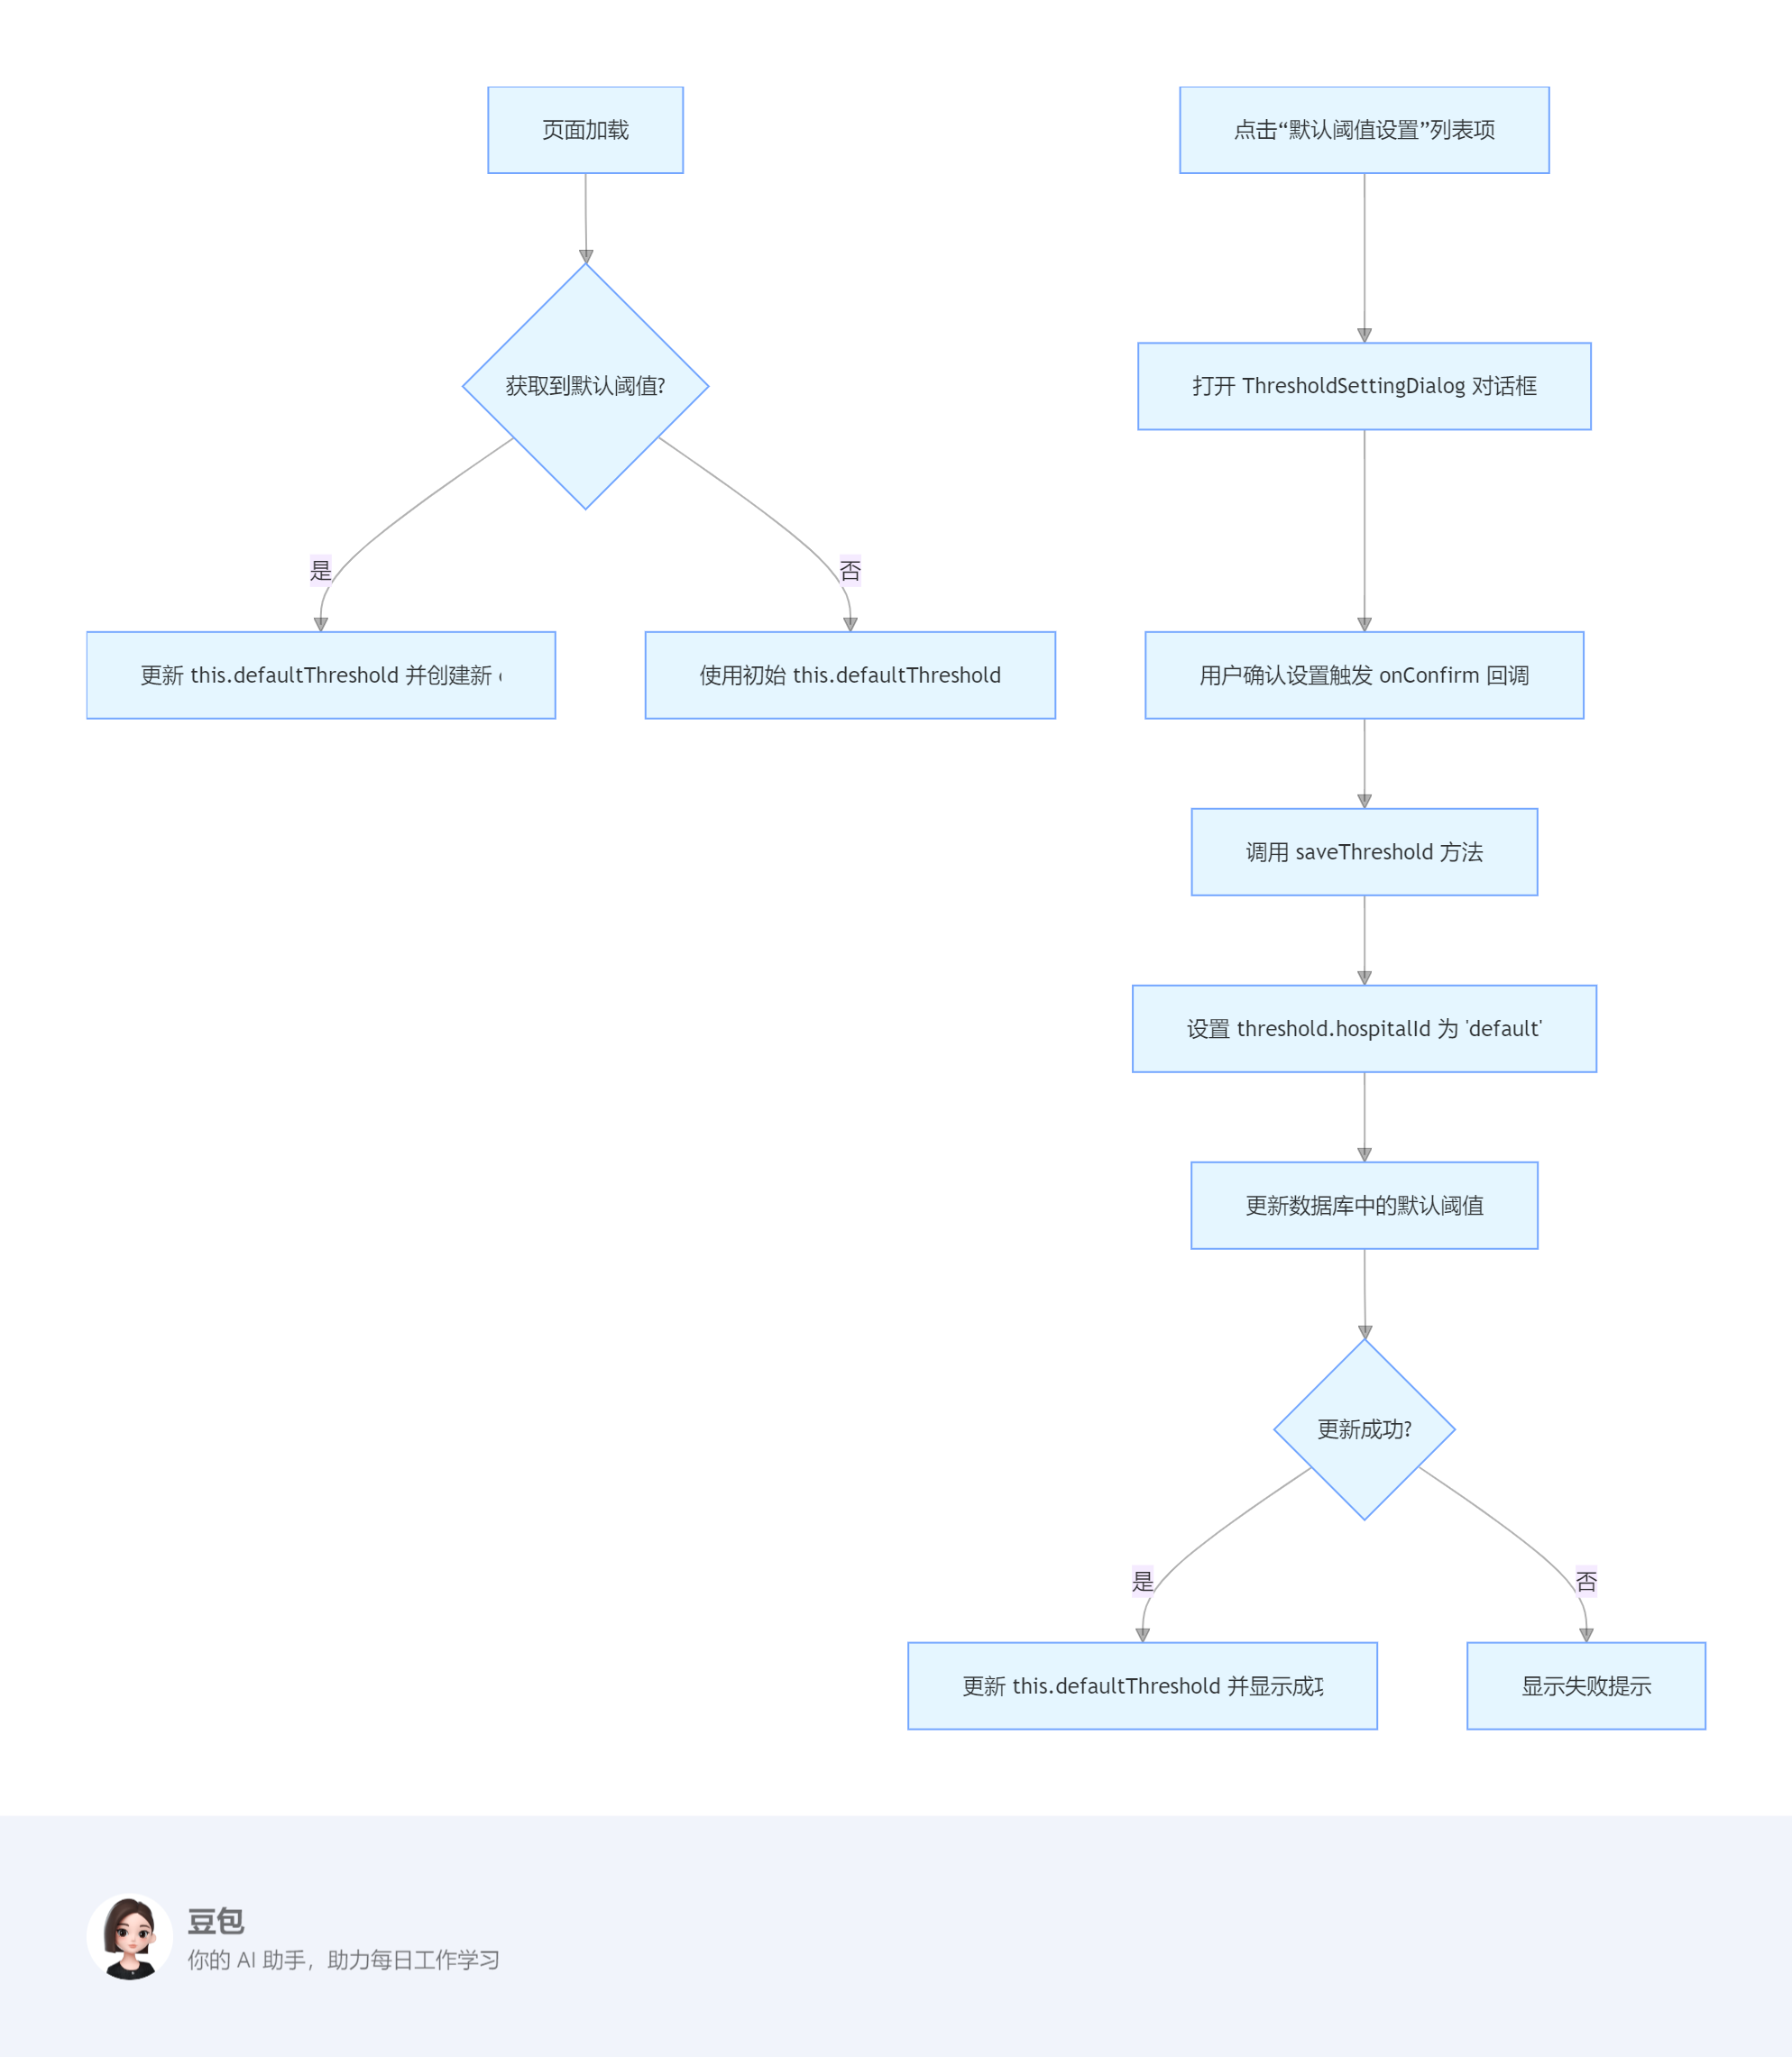 页面加载
获取到默认阈值?
是
否
更新 this.defaultThreshold 并创建新
使用初始 this.defaultThreshold
点击“默认阈值设置”列表项
打开 ThresholdSettingDialog 对话框
用户确认设置触发 onConfirm 回调
调用 saveThreshold 方法
设置 threshold.hospitalId 为 'default'
更新数据库中的默认阈值
更新成功?
是
否
更新 this.defaultThreshold 并显示成功
显示失败提示
豆包
你的 AI 助手，助力每日工作学习